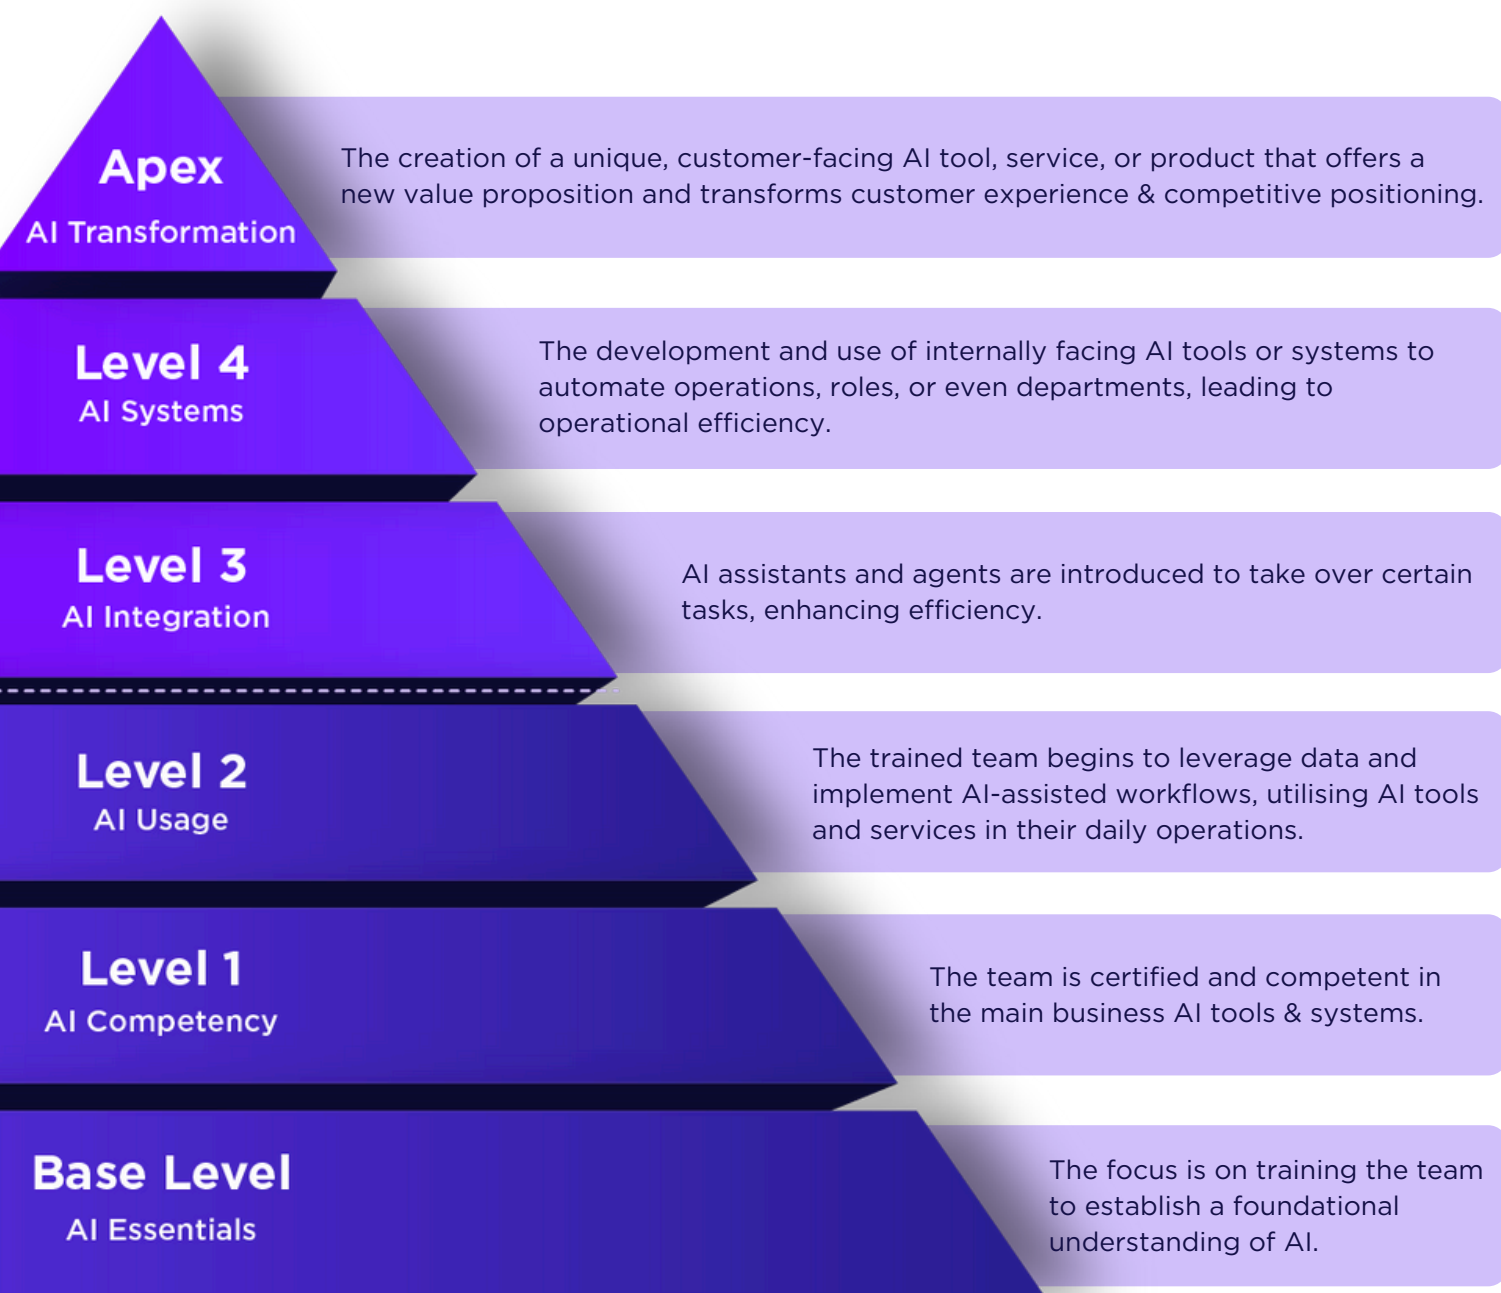 Apex
AI Transformation
The creation of a unique, customer-facing AI tool, service, or product that offers a
new value proposition and transforms customer experience & competitive positioning.
Level 4
AI Systems
The development and use of internally facing AI tools or systems to
automate operations, roles, or even departments, leading to
operational efficiency.
Level 3
AI Integration
AI assistants and agents are introduced to take over certain
tasks, enhancing efficiency.
Level 2
AI Usage
The trained team begins to leverage data and
implement AI-assisted workflows, utilising AI tools
and services in their daily operations.
Level 1
AI Competency
The team is certified and competent in
the main business AI tools & systems.
Base Level
AI Essentials
The focus is on training the team
to establish a foundational
understanding of AI.